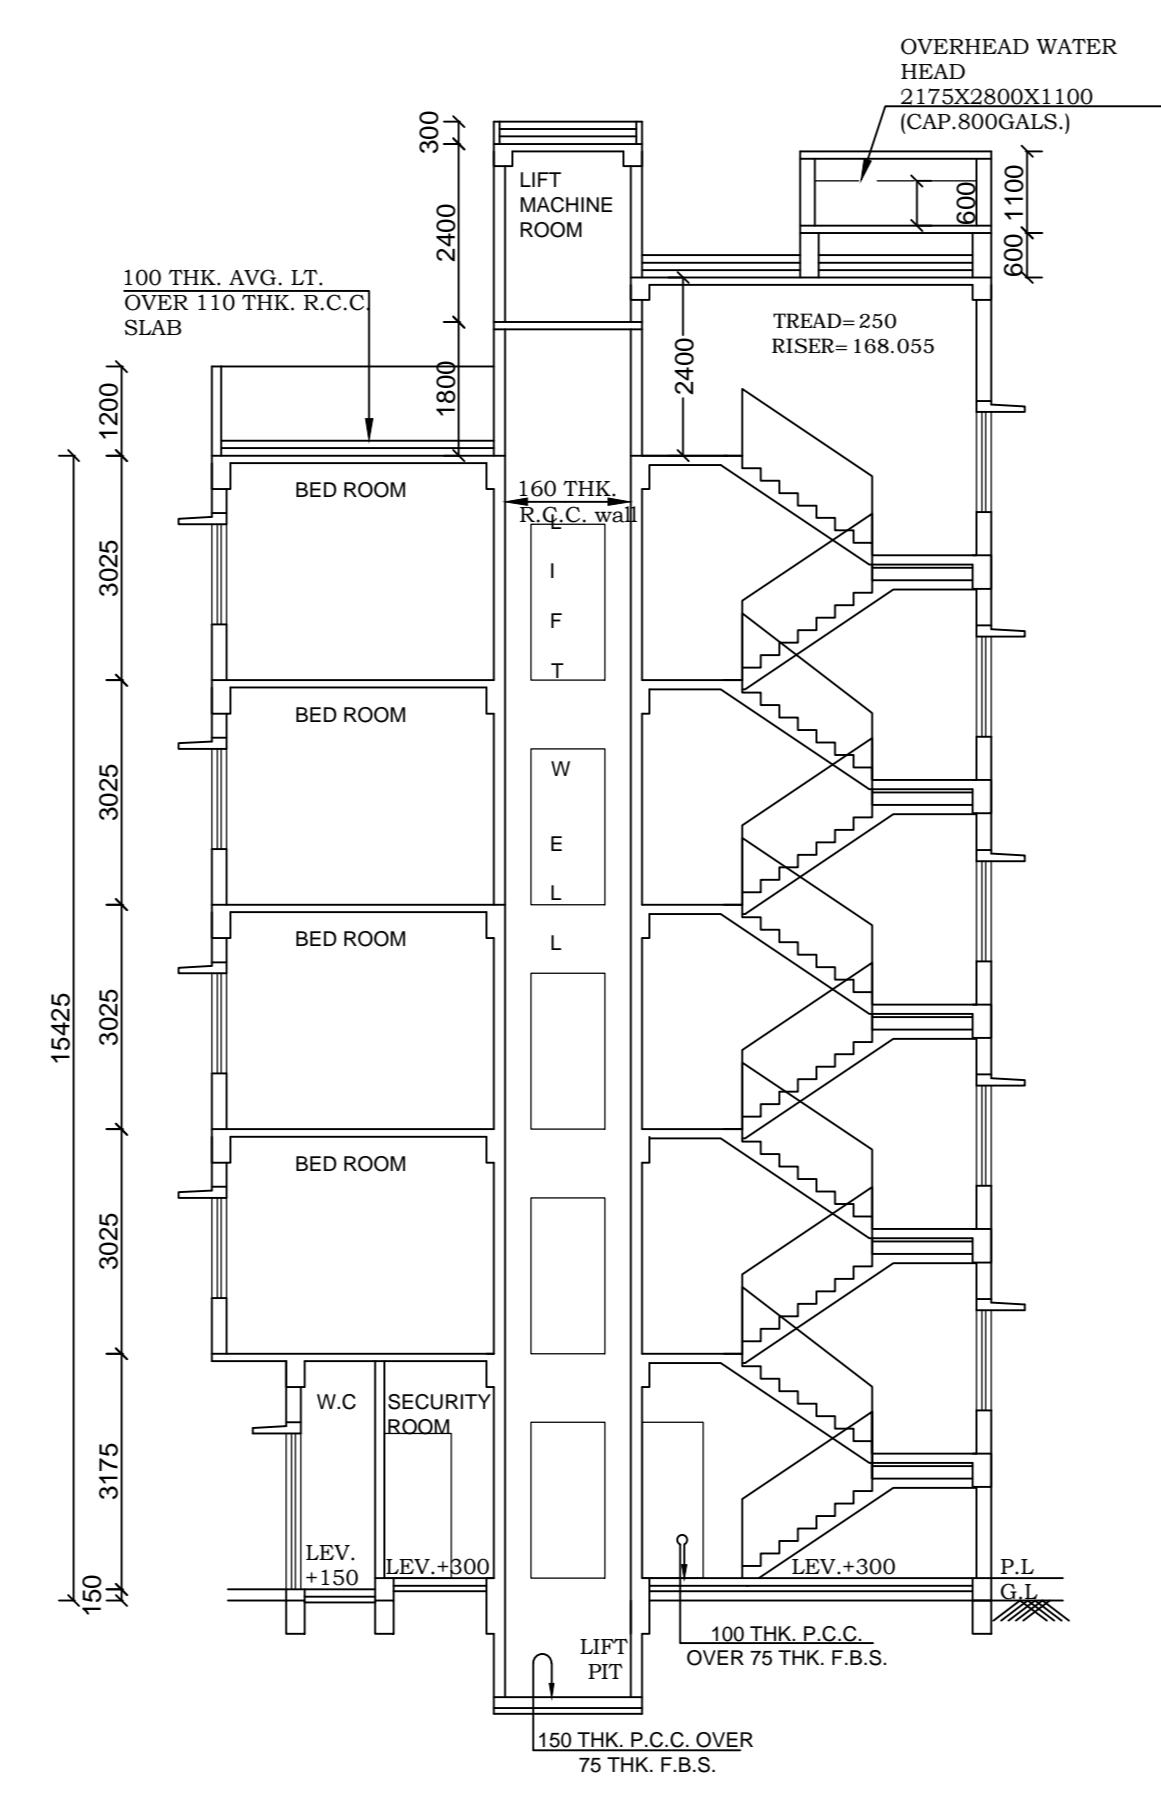 OVERHEAD WATER
HEAD
2175X2800X1100
(CAP.800GALS.)
300
LIFT
MACHINE
ROOM
2400
600
1100
600
100 THK. AVG. LT.
OVER 110 THK. R.C.C.
SLAB
TREAD=250
RISER=168.055
2400
1800
1200
BED ROOM
160 THK.
R.C.C. wall
L
I
F
T
3025
BED ROOM
W
E
L
L
3025
BED ROOM
3025
15425
BED ROOM
3025
W.C
SECURITY
ROOM
3175
LEV.
+150
LEV.+300
LEV.+300
P.L
G.L
150
LIFT
PIT
100 THK. P.C.C.
OVER 75 THK. F.B.S.
150 THK. P.C.C. OVER
75 THK. F.B.S.